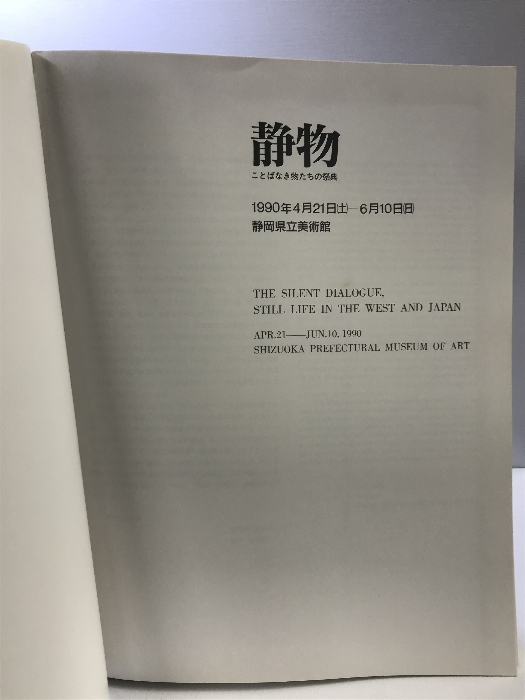 静物
ことばなき物たちの祭典
1990年4月21日(土)—6月10日(日)
静岡県立美術館
THE SILENT DIALOGUE,
STILL LIFE IN THE WEST AND JAPAN
APR.21——JUN.10, 1990
SHIZUOKA PREFECTURAL MUSEUM OF ART